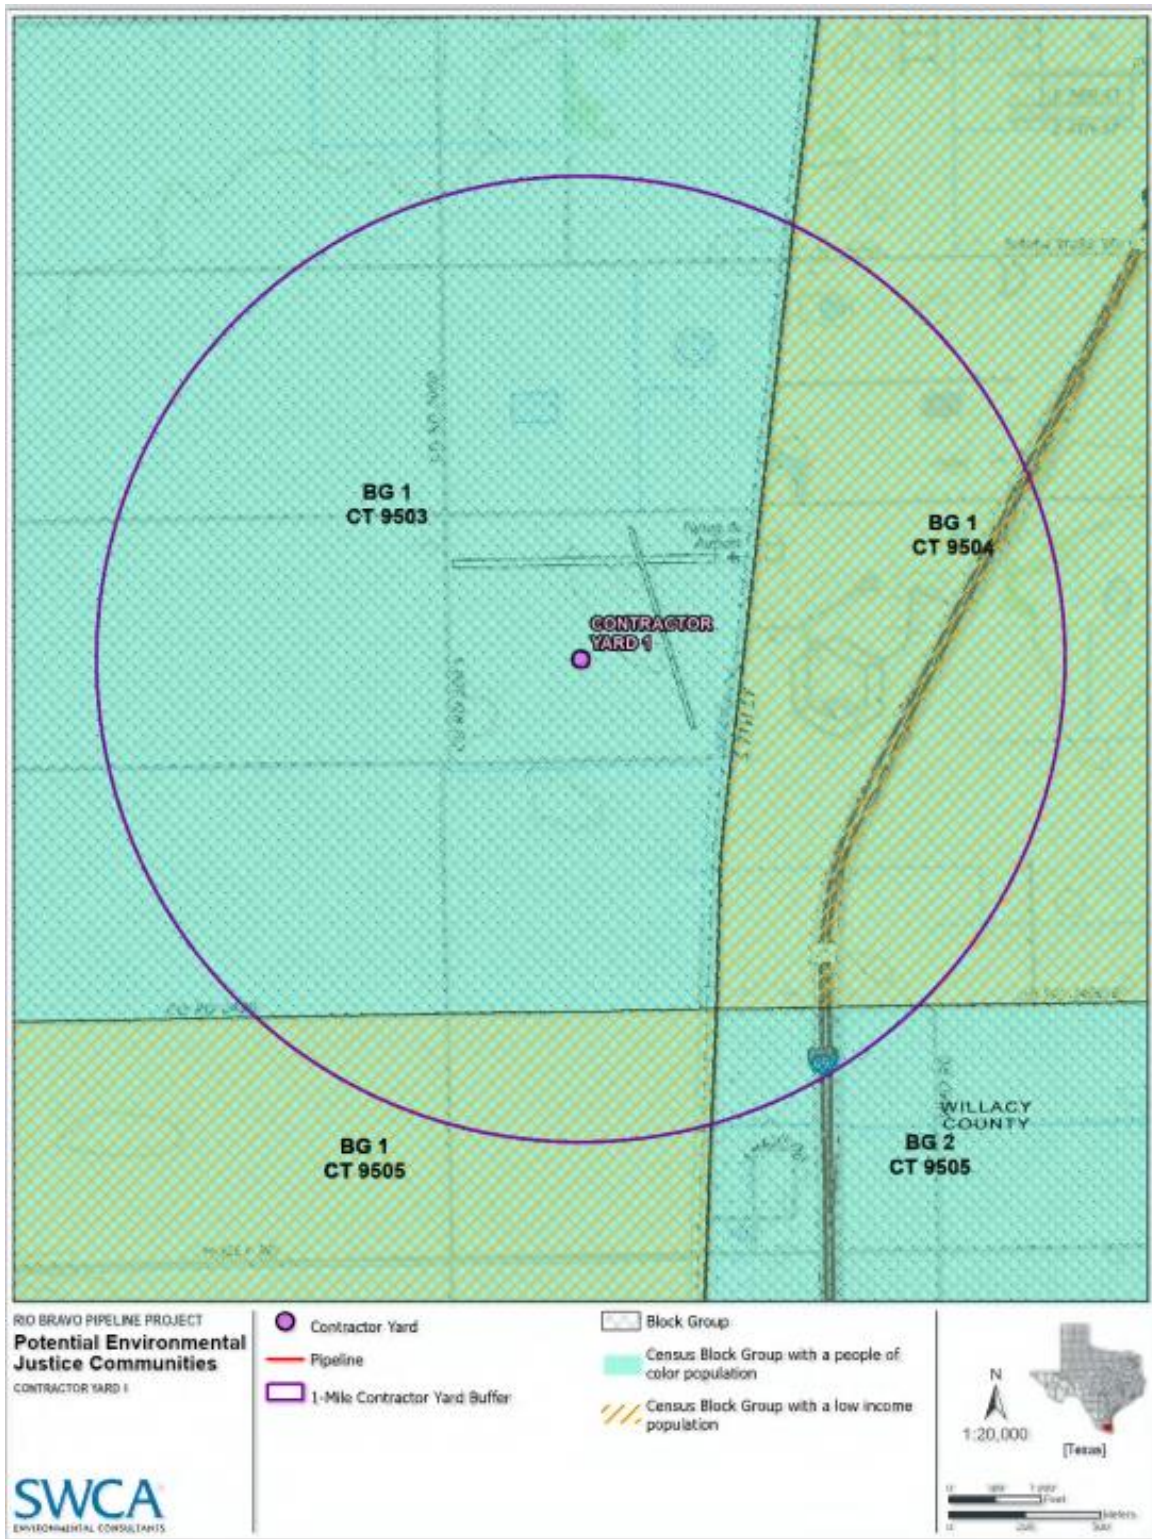 BG 1
CT 9503
BG 1
CT 9504
CONTRACTOR
YARD 1
WILLACY
COUNTY
BG 1
CT 9505
BG 2
CT 9505
RIO BRAVO PIPELINE PROJECT
Potential Environmental
Justice Communities
CONTRACTOR YARD 1
SWCA
ENVIRONMENTAL CONSULTANTS
Contractor Yard
Pipeline
1-Mile Contractor Yard Buffer
Block Group
Census Block Group with a people of
color population
Census Block Group with a low income
population
N
1:20,000
[Texas]
Feet
Meters